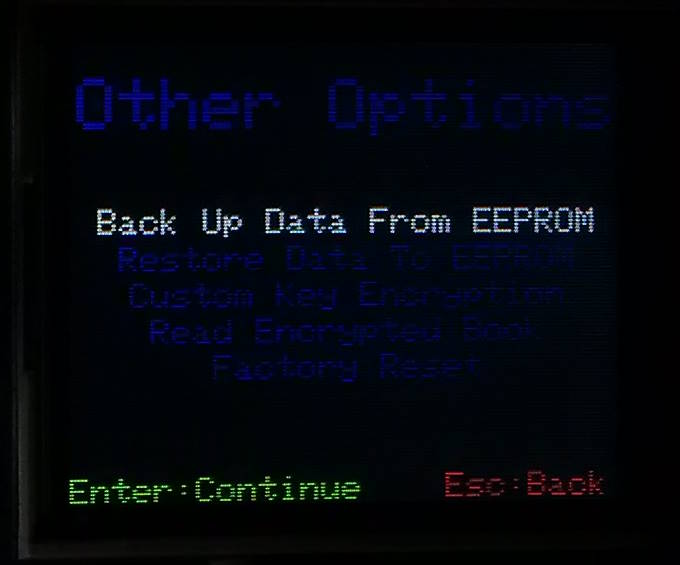 Other Options
Back Up Data From EEPROM
Restore Data To EEPROM
Custom Key Encryption
Read Encrypted Book
Factory Reset
Enter:Continue
Esc:Back